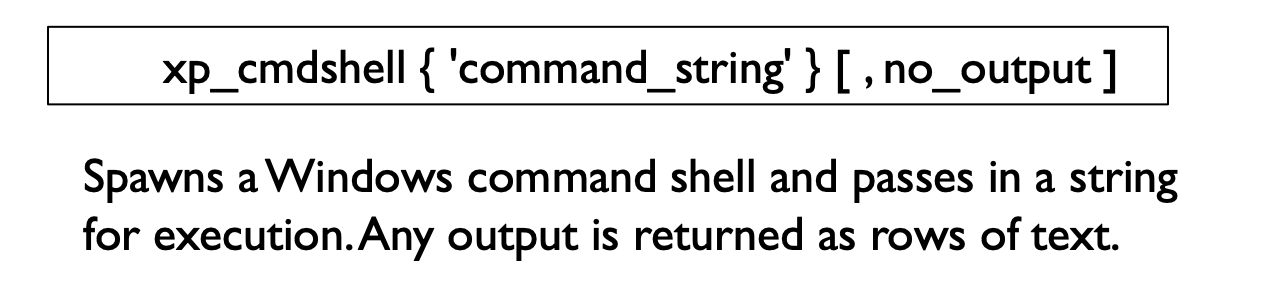 xp_cmdshell { 'command_string' } [ , no_output ]
Spawns a Windows command shell and passes in a string
for execution. Any output is returned as rows of text.